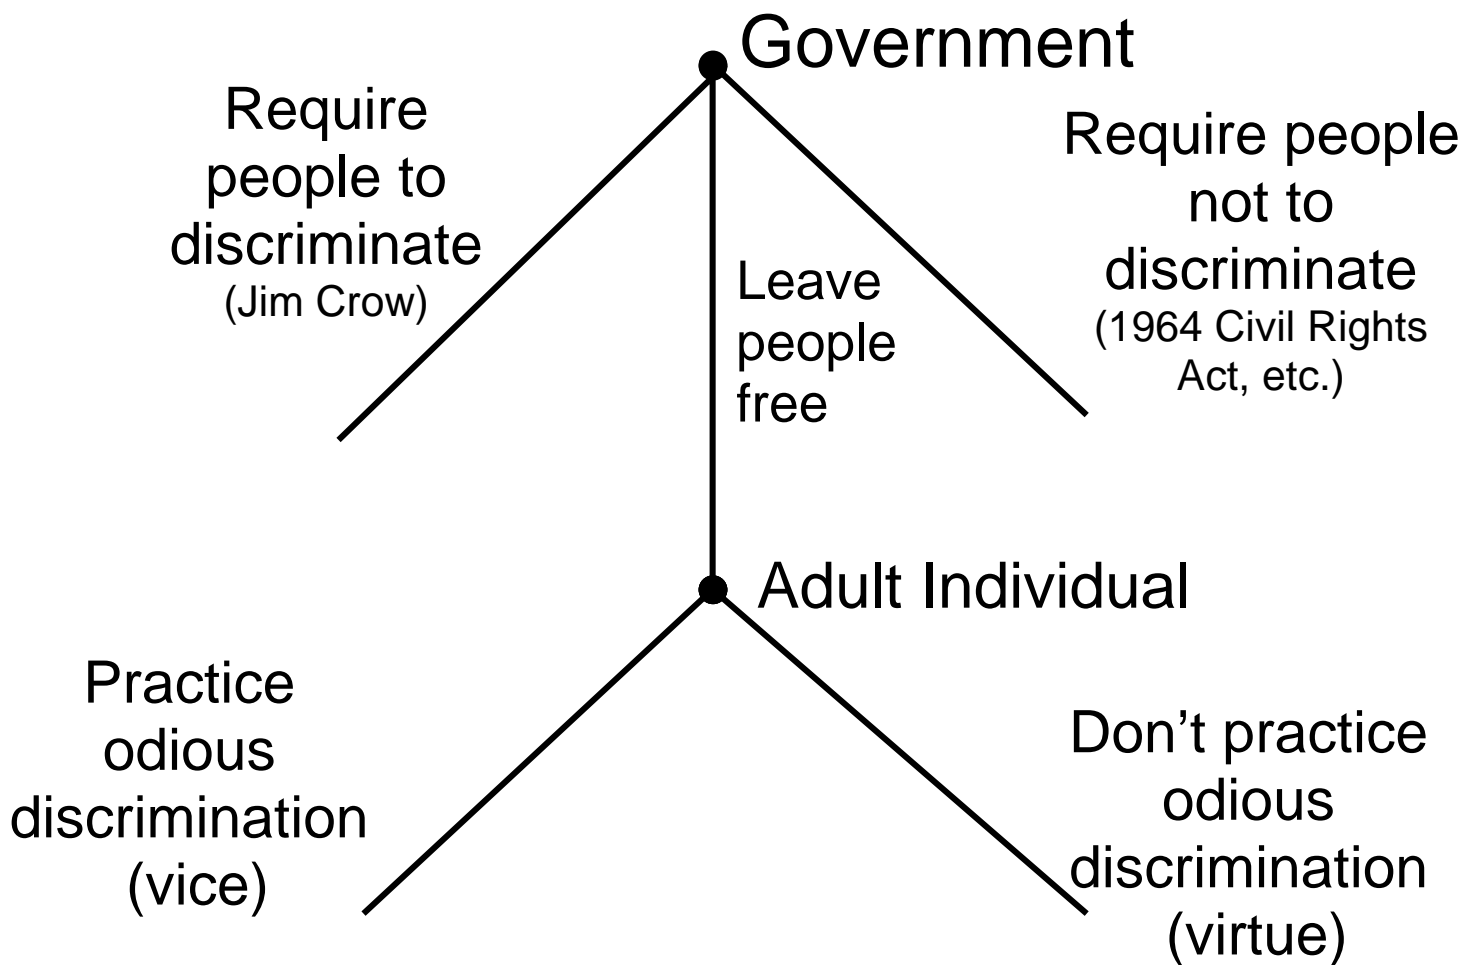 Government
Require
people to
discriminate
(Jim Crow)
Require people
not to
discriminate
(1964 Civil Rights
Act, etc.)
Leave
people
free
Adult Individual
Practice
odious
discrimination
(vice)
Don’t practice
odious
discrimination
(virtue)